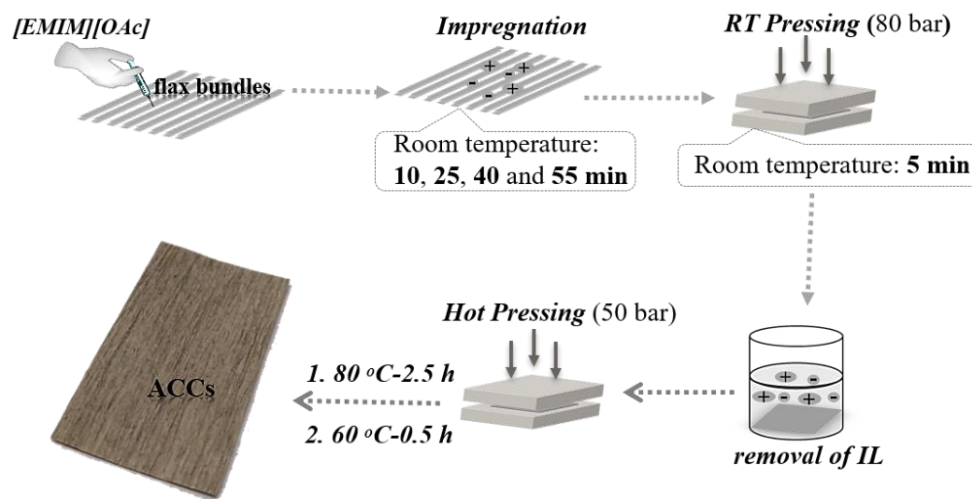 [EMIM][OAc]
flax bundles
Impregnation
+
- +
- +
-
Room temperature:
10, 25, 40 and 55 min
RT Pressing (80 bar)
Room temperature: 5 min
+ -
+ - + -
removal of IL
Hot Pressing (50 bar)
1. 80 ºC-2.5 h
2. 60 ºC-0.5 h
ACCs